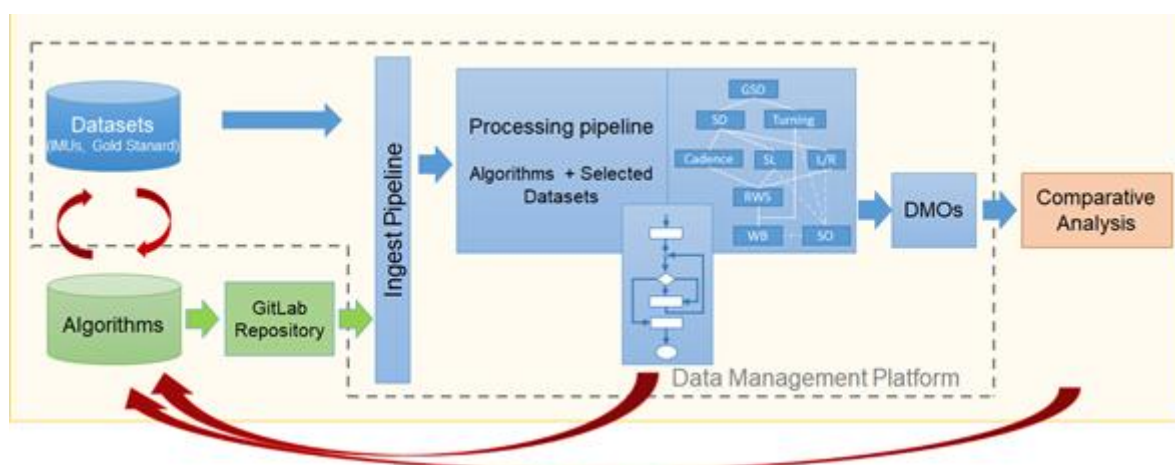 Datasets
(IMUs, Gold Stanard)
Algorithms
GitLab
Repository
Ingest Pipeline
Processing pipeline
Algorithms + Selected
Datasets
GSD
SD Turning
Cadence SL L/R
RWS
WB SO
DMOs
Comparative
Analysis
Data Management Platform